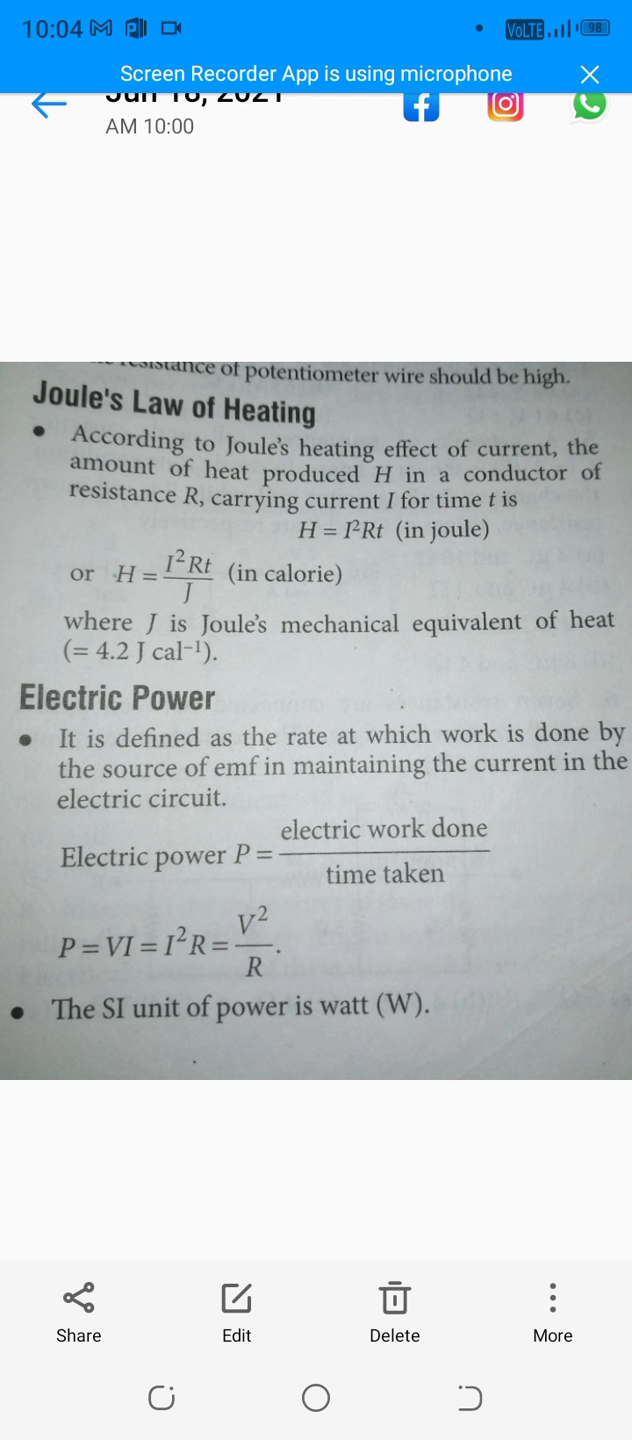 10:04
VoLTE 98
Screen Recorder App is using microphone
Jun 18, 2021
AM 10:00
resistance of potentiometer wire should be high.
Joule's Law of Heating
• According to Joule's heating effect of current, the
amount of heat produced H in a conductor of
resistance R, carrying current I for time t is
H = I²Rt (in joule)
or H = I²Rt / J (in calorie)
where J is Joule's mechanical equivalent of heat
(= 4.2 J cal⁻¹).
Electric Power
• It is defined as the rate at which work is done by
the source of emf in maintaining the current in the
electric circuit.
Electric power P = electric work done / time taken
P = VI = I²R = V² / R.
• The SI unit of power is watt (W).
Share Edit Delete More